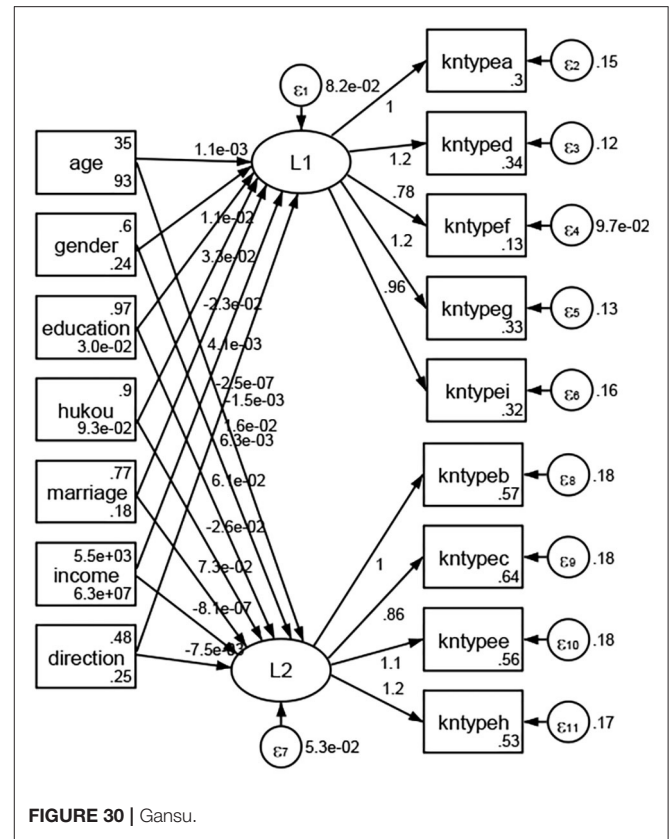 ε1 8.2e-02
35
age
93
.6
gender
.24
.97
education
3.0e-02
.9
hukou
9.3e-02
.77
marriage
.18
5.5e+03
income
6.3e+07
.48
direction
.25
1.1e-03
1.1e-02
3.3e-02
-2.3e-02
4.1e-03
-2.5e-07
-1.5e-03
1.6e-02
6.3e-03
6.1e-02
-2.6e-02
7.3e-02
-8.1e-07
-7.5e-03
L1
L2
ε7 5.3e-02
1
1.2
.78
1.2
.96
1
.86
1.1
1.2
kntypea
.3
ε2 .15
kntyped
.34
ε3 .12
kntypef
.13
ε4 9.7e-02
kntypeg
.33
ε5 .13
kntypei
.32
ε6 .16
kntypeb
.57
ε8 .18
kntypec
.64
ε9 .18
kntypee
.56
ε10 .18
kntypeh
.53
ε11 .17
FIGURE 30 | Gansu.